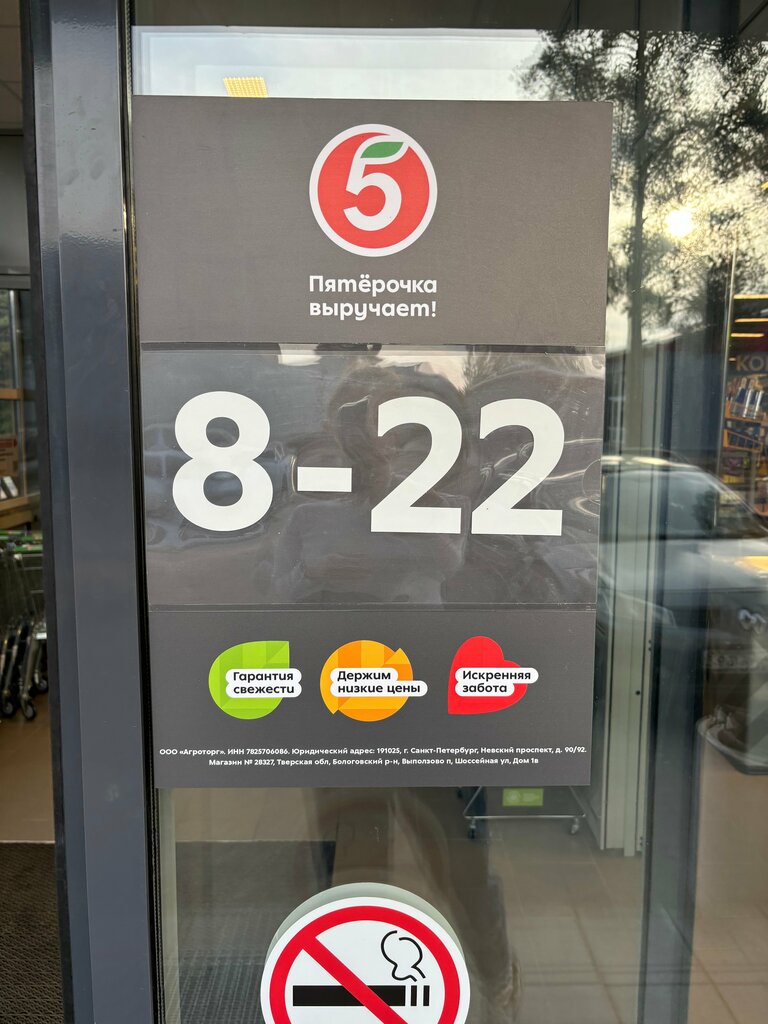 5
Пятёрочка
выручает!
8-22
Гарантия
свежести
Держим
низкие цены
Искренняя
забота
ООО «Агроторг». ИНН 7825706086. Юридический адрес: 191025, г. Санкт-Петербург, Невский проспект, д. 90/92.
Магазин № 28327, Тверская обл, Бологовский р-н, Выползово п, Шоссейная ул, Дом 1в